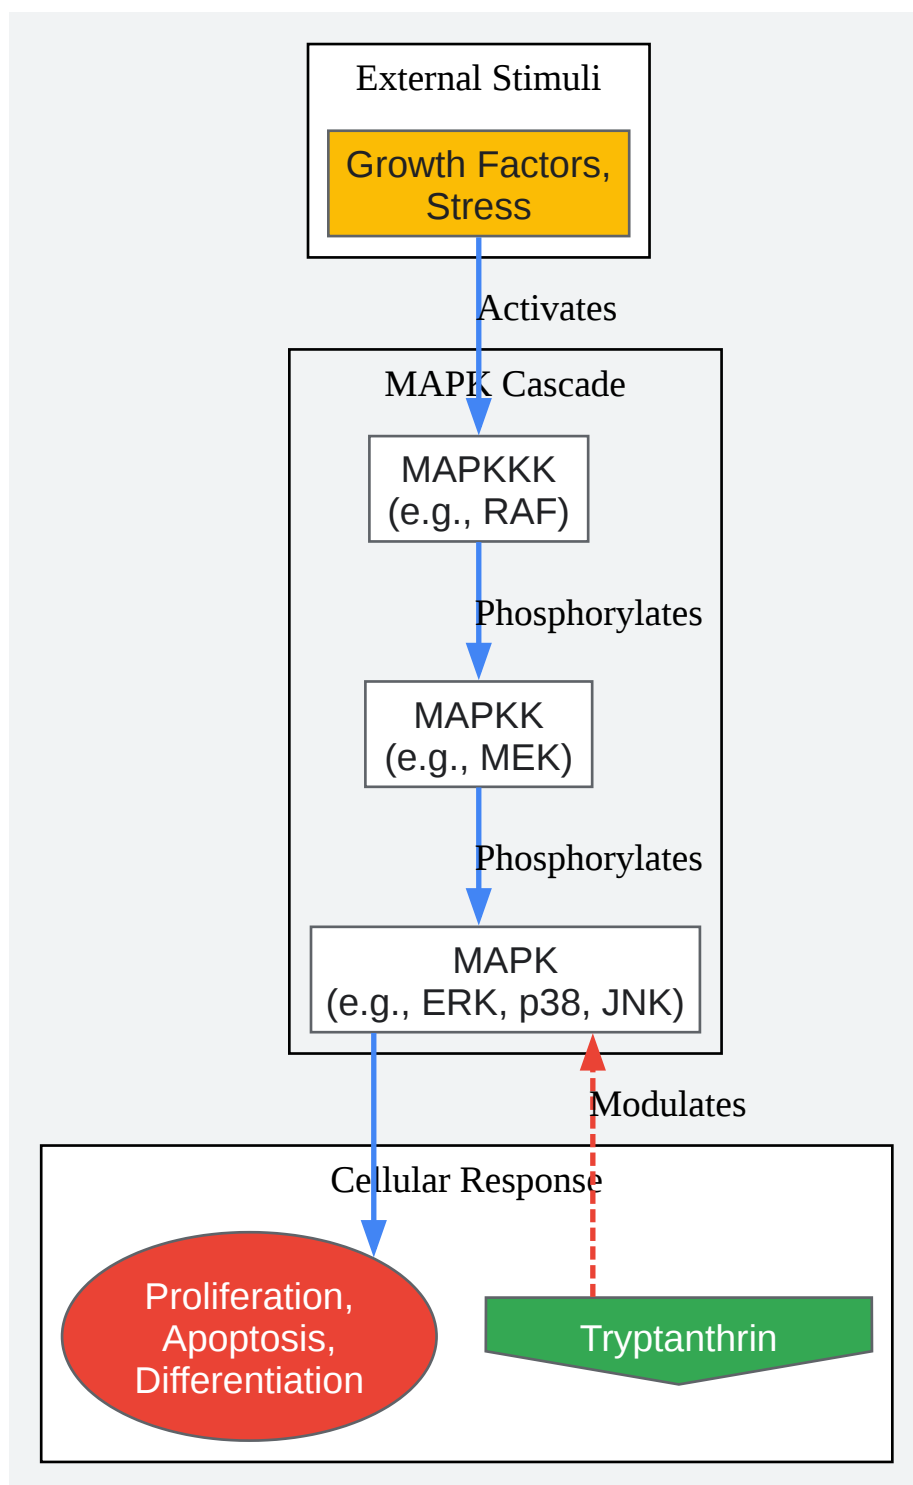 External Stimuli
Growth Factors,
Stress
Activates
MAPK Cascade
MAPKKK
(e.g., RAF)
Phosphorylates
MAPKK
(e.g., MEK)
Phosphorylates
MAPK
(e.g., ERK, p38, JNK)
Modulates
Cellular Response
Proliferation,
Apoptosis,
Differentiation
Tryptanthrin